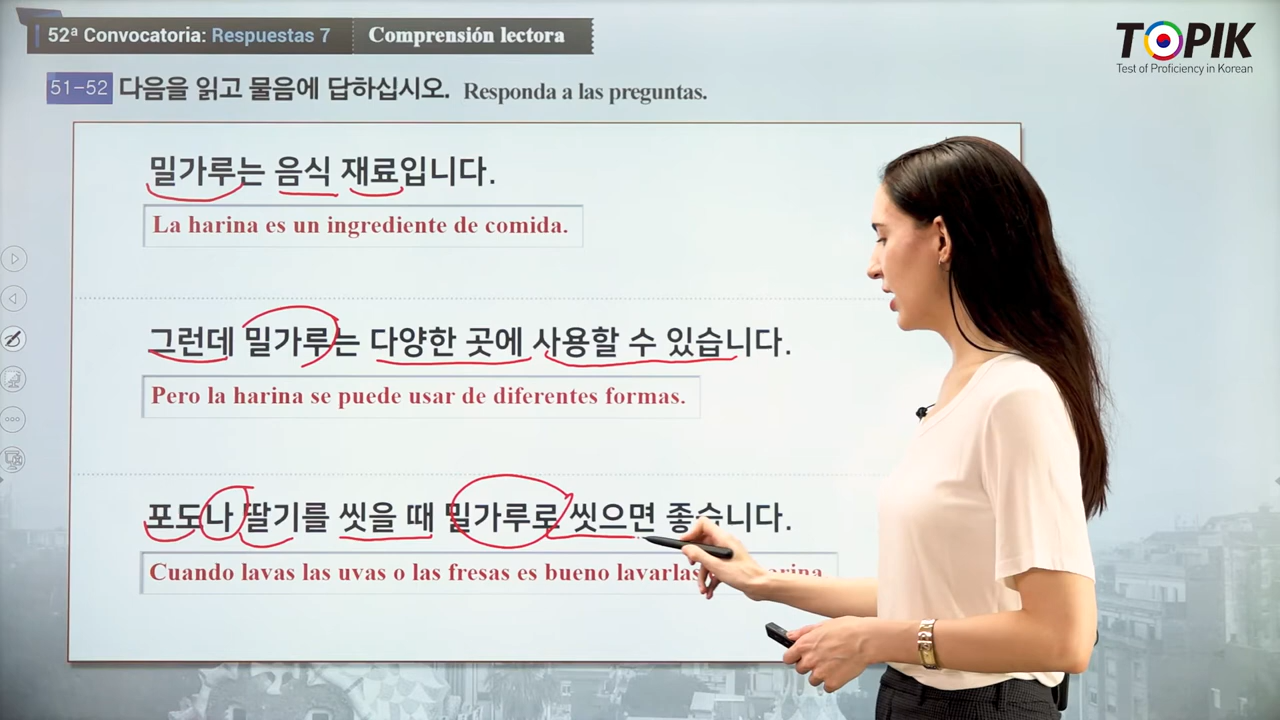 52ª Convocatoria: Respuestas 7 Comprensión lectora
TOPIK
Test of Proficiency in Korean
51-52 다음을 읽고 물음에 답하십시오. Responda a las preguntas.
밀가루는 음식 재료입니다.
La harina es un ingrediente de comida.
그런데 밀가루는 다양한 곳에 사용할 수 있습니다.
Pero la harina se puede usar de diferentes formas.
포도나 딸기를 씻을 때 밀가루로 씻으면 좋습니다.
Cuando lavas las uvas o las fresas es bueno lavarlas